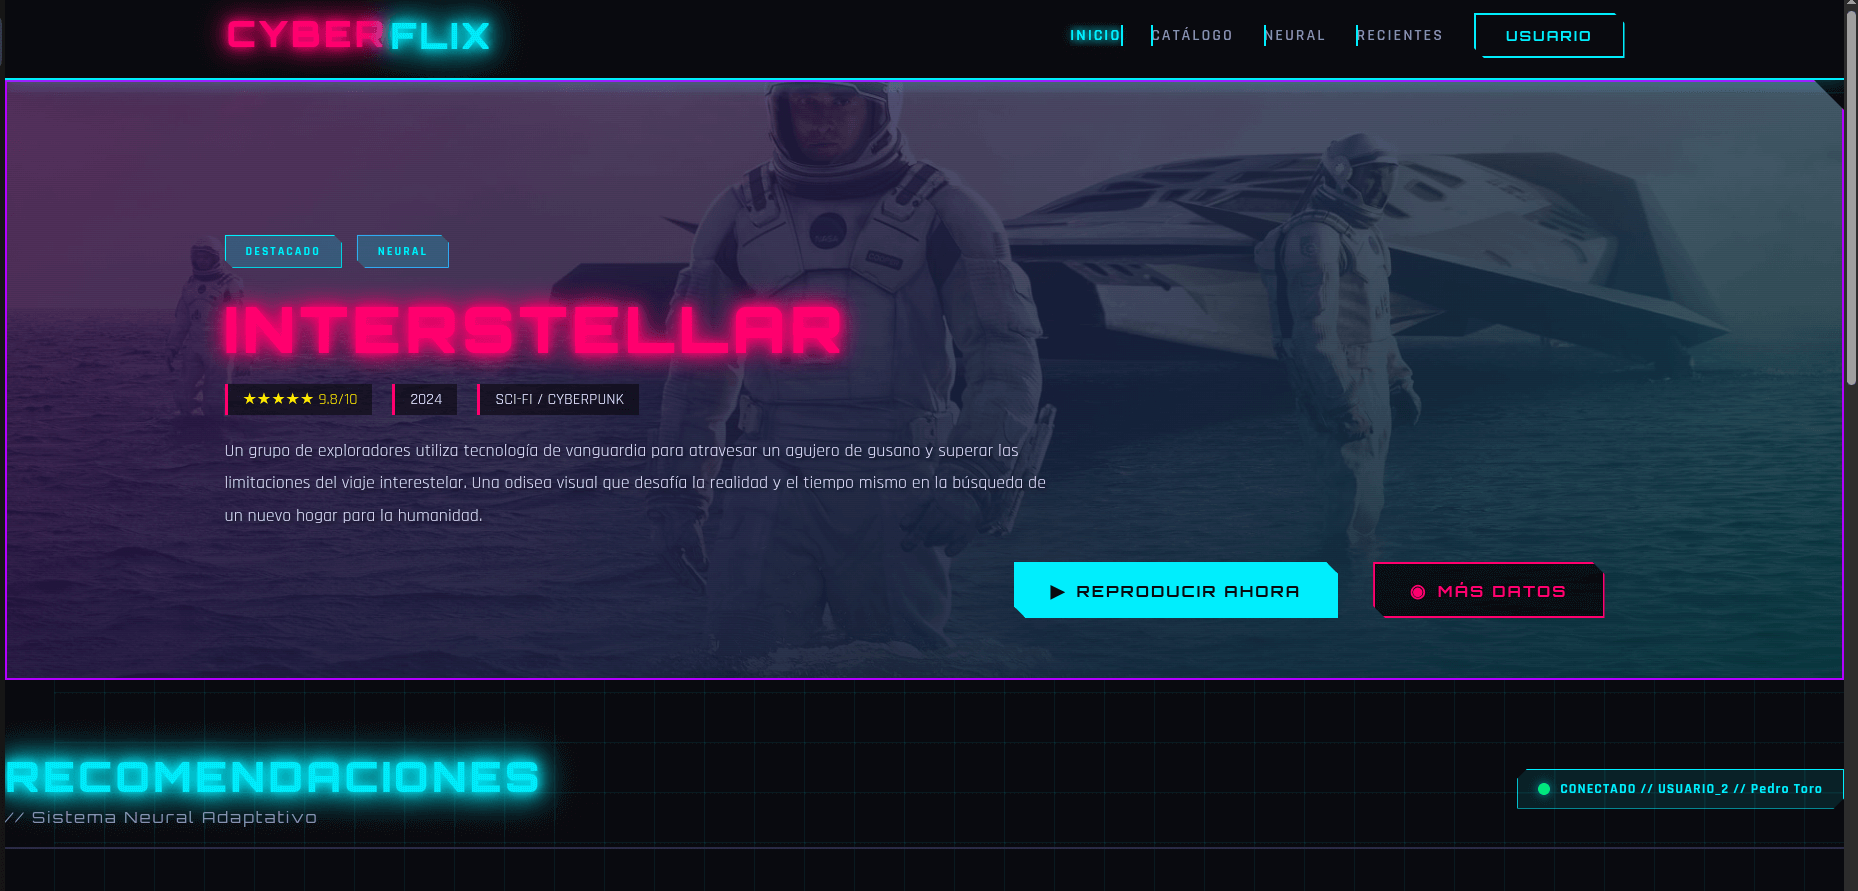 CYBERFLIX
INICIO CATÁLOGO NEURAL RECIENTES USUARIO
DESTACADO NEURAL
INTERSTELLAR
★★★★★ 9.8/10 2024 SCI-FI / CYBERPUNK
Un grupo de exploradores utiliza tecnología de vanguardia para atravesar un agujero de gusano y superar las
limitaciones del viaje interestelar. Una odisea visual que desafía la realidad y el tiempo mismo en la búsqueda de
un nuevo hogar para la humanidad.
▶ REPRODUCIR AHORA ◉ MÁS DATOS
RECOMENDACIONES
// Sistema Neural Adaptativo
CONECTADO // USUARIO_2 // Pedro Toro
NASA